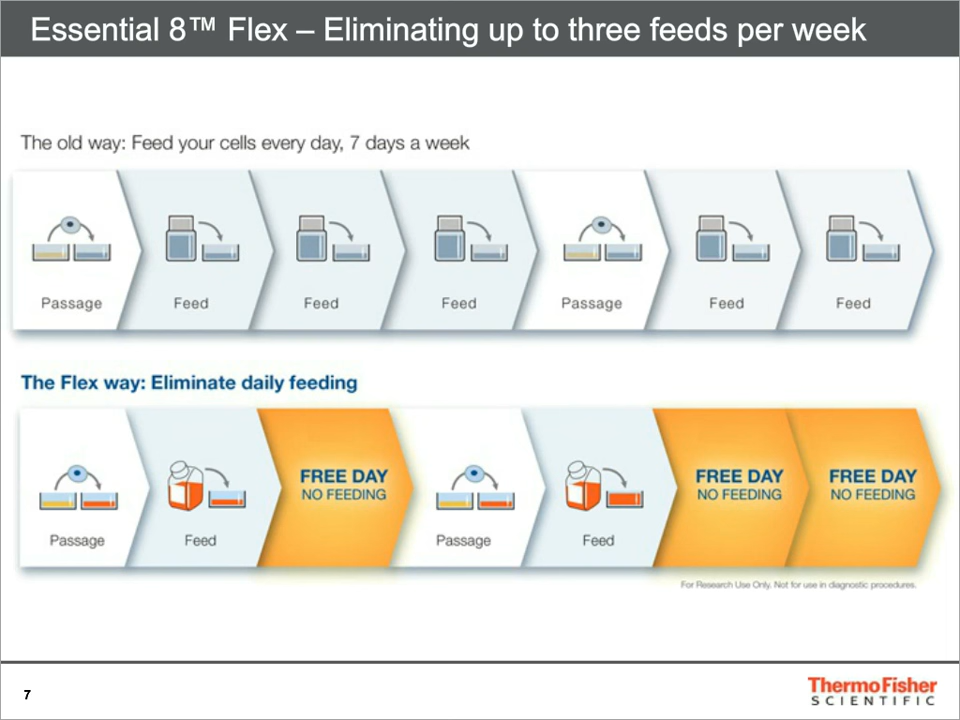 Essential 8™ Flex – Eliminating up to three feeds per week
The old way: Feed your cells every day, 7 days a week
Passage
Feed
Feed
Feed
Passage
Feed
Feed
The Flex way: Eliminate daily feeding
Passage
Feed
FREE DAY
NO FEEDING
Passage
Feed
FREE DAY
NO FEEDING
FREE DAY
NO FEEDING
For Research Use Only. Not for use in diagnostic procedures.
7
ThermoFisher
SCIENTIFIC